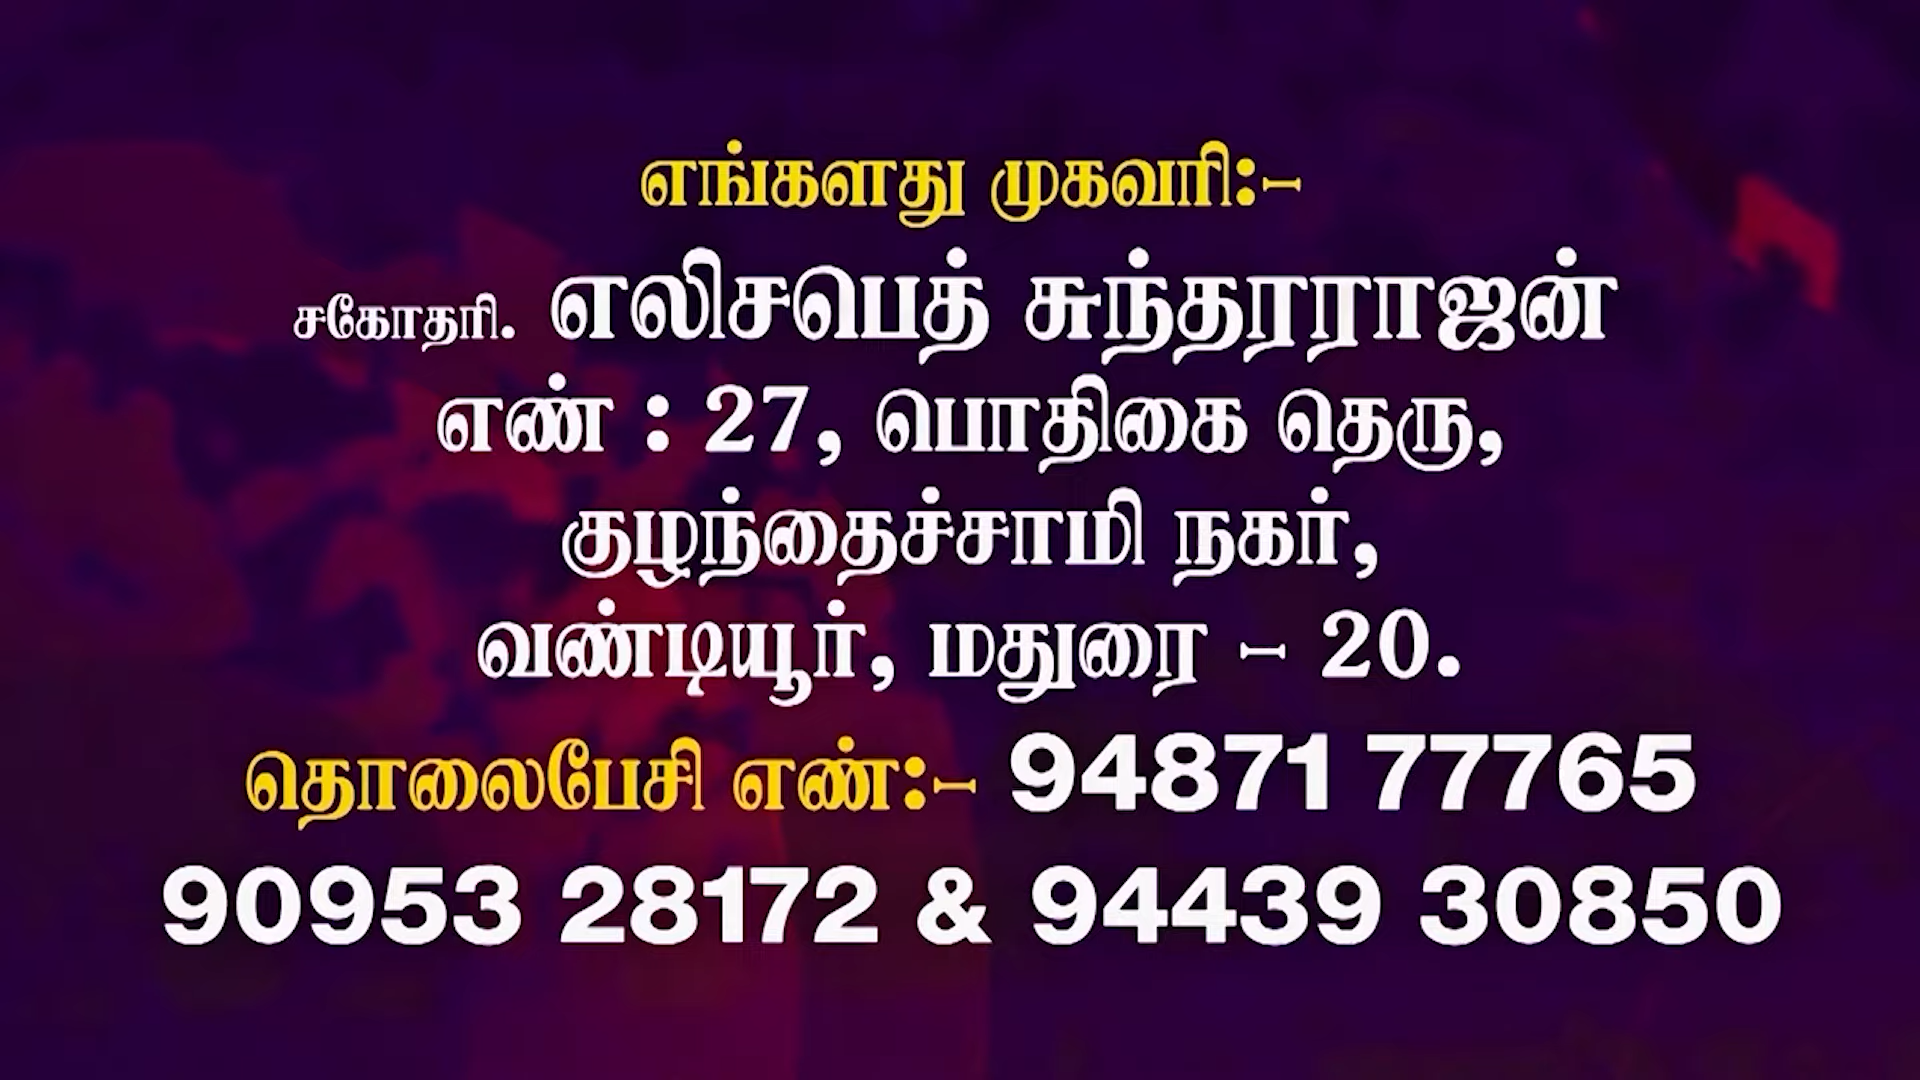 எங்களது முகவரி:-
சகோதரி. எலிசபெத் சுந்தரராஜன்
எண் : 27, பொதிகை தெரு,
குழந்தைச்சாமி நகர்,
வண்டியூர், மதுரை - 20.
தொலைபேசி எண்:- 94871 77765
90953 28172 & 94439 30850